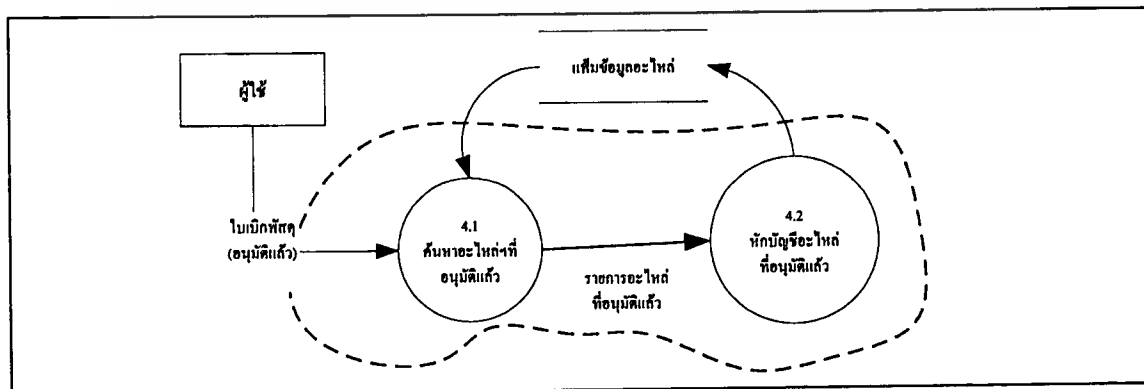 แฟ้มข้อมูลอะไหล่
ผู้ใช้
ใบเบิกพัสดุ
(อนุมัติแล้ว)
4.1
ค้นหาอะไหล่ฯที่
อนุมัติแล้ว
รายการอะไหล่
ที่อนุมัติแล้ว
4.2
หักบัญชีอะไหล่
ที่อนุมัติแล้ว